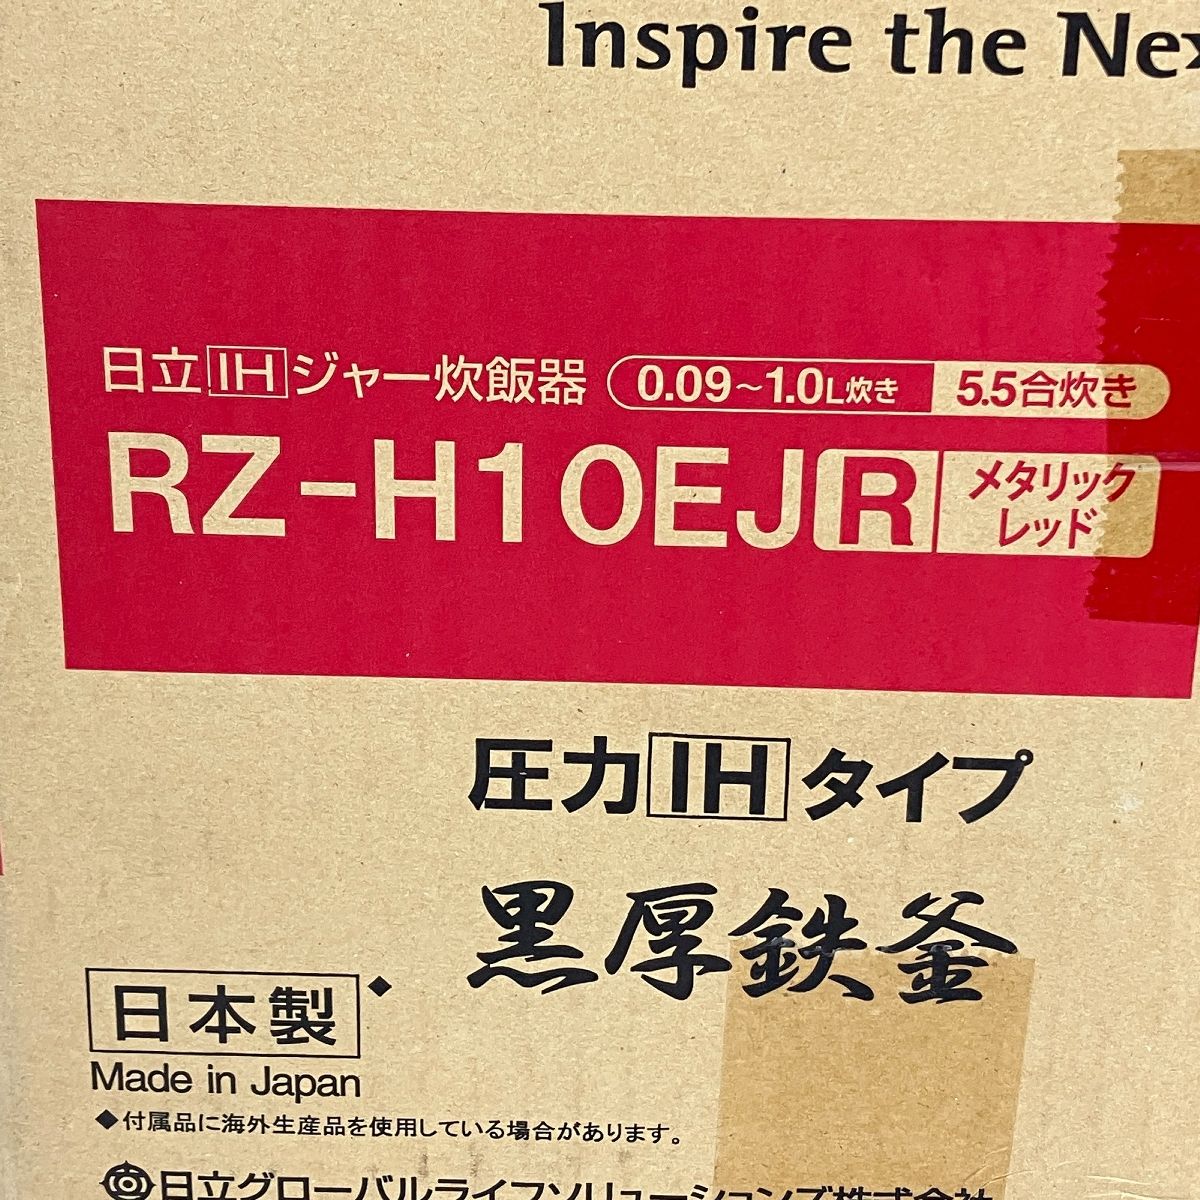 Inspire the Nex
日立IHジャー炊飯器 0.09~1.0L炊き 5.5合炊き
RZ-H10EJ R メタリック
レッド
圧力IHタイプ
黒厚鉄釜
日本製◆
Made in Japan
◆付属品に海外生産品を使用している場合があります。
日立グローバルライフソリューションズ株式会社